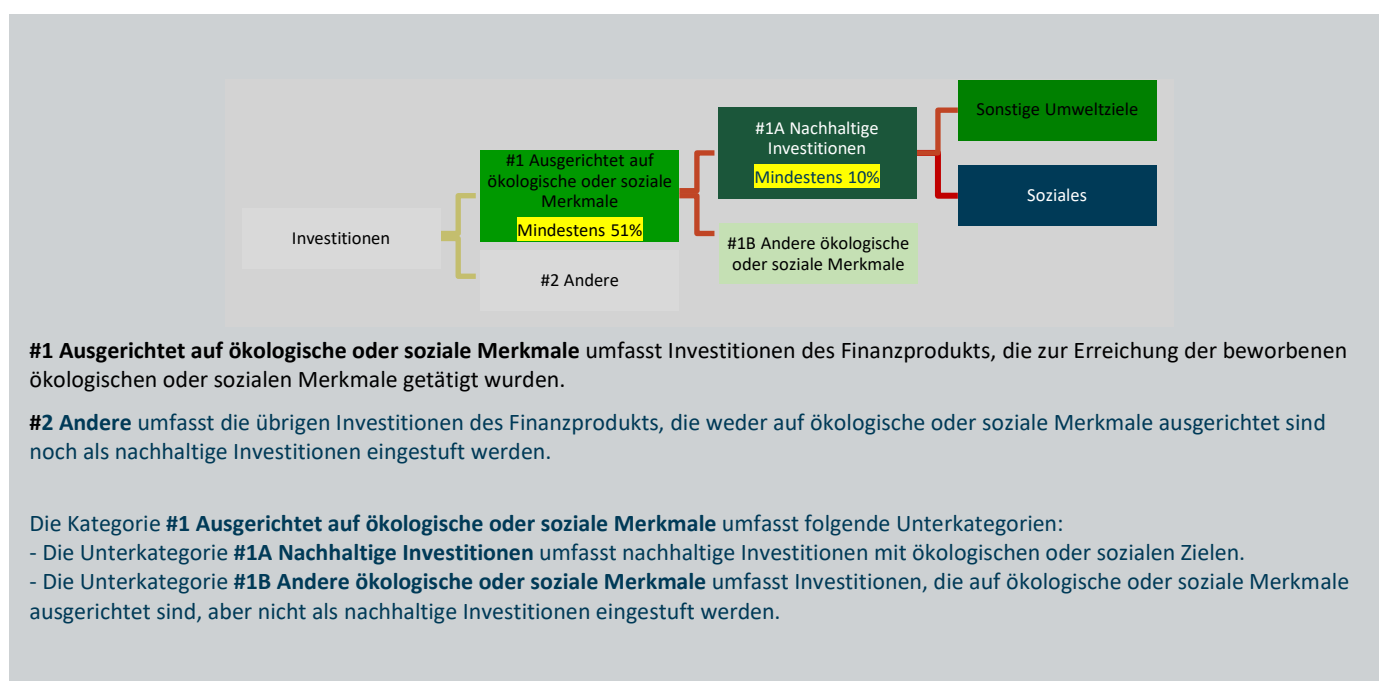 Sonstige Umweltziele
#1A Nachhaltige
Investitionen
Mindestens 10%
#1 Ausgerichtet auf
ökologische oder soziale
Merkmale
Mindestens 51%
Soziales
Investitionen
#1B Andere ökologische
oder soziale Merkmale
#2 Andere
#1 Ausgerichtet auf ökologische oder soziale Merkmale umfasst Investitionen des Finanzprodukts, die zur Erreichung der beworbenen
ökologischen oder sozialen Merkmale getätigt wurden.
#2 Andere umfasst die übrigen Investitionen des Finanzprodukts, die weder auf ökologische oder soziale Merkmale ausgerichtet sind
noch als nachhaltige Investitionen eingestuft werden.
Die Kategorie #1 Ausgerichtet auf ökologische oder soziale Merkmale umfasst folgende Unterkategorien:
- Die Unterkategorie #1A Nachhaltige Investitionen umfasst nachhaltige Investitionen mit ökologischen oder sozialen Zielen.
- Die Unterkategorie #1B Andere ökologische oder soziale Merkmale umfasst Investitionen, die auf ökologische oder soziale Merkmale
ausgerichtet sind, aber nicht als nachhaltige Investitionen eingestuft werden.